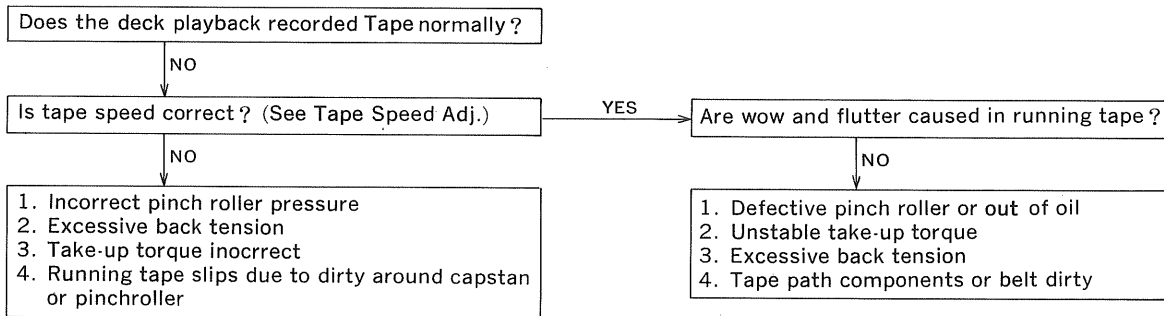 Does the deck playback recorded Tape normally?
NO
Is tape speed correct? (See Tape Speed Adj.)
YES
Are wow and flutter caused in running tape?
NO
NO
1. Incorrect pinch roller pressure
2. Excessive back tension
3. Take-up torque inocrrect
4. Running tape slips due to dirty around capstan
or pinchroller
1. Defective pinch roller or out of oil
2. Unstable take-up torque
3. Excessive back tension
4. Tape path components or belt dirty